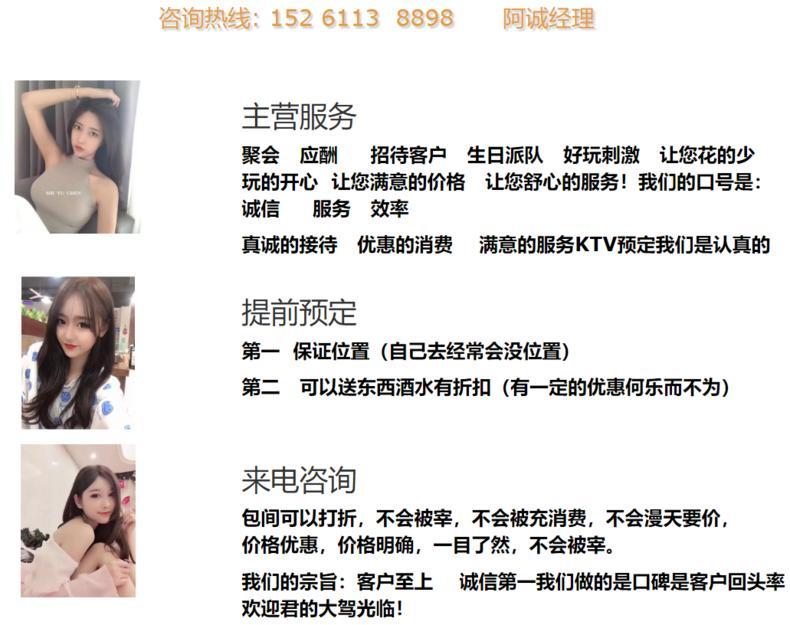 咨询热线：152 6113 8898 阿诚经理
主营服务
聚会 应酬 招待客户 生日派队 好玩刺激 让您花的少
玩的开心 让您满意的价格 让您舒心的服务！我们的口号是：
诚信 服务 效率
真诚的接待 优惠的消费 满意的服务KTV预定我们是认真的
提前预定
第一 保证位置（自己去经常会没位置）
第二 可以送东西酒水有折扣（有一定的优惠何乐而不为）
来电咨询
包间可以打折，不会被宰，不会被充消费，不会漫天要价，
价格优惠，价格明确，一目了然，不会被宰。
我们的宗旨：客户至上 诚信第一我们做的是口碑是客户回头率
欢迎君的大驾光临！